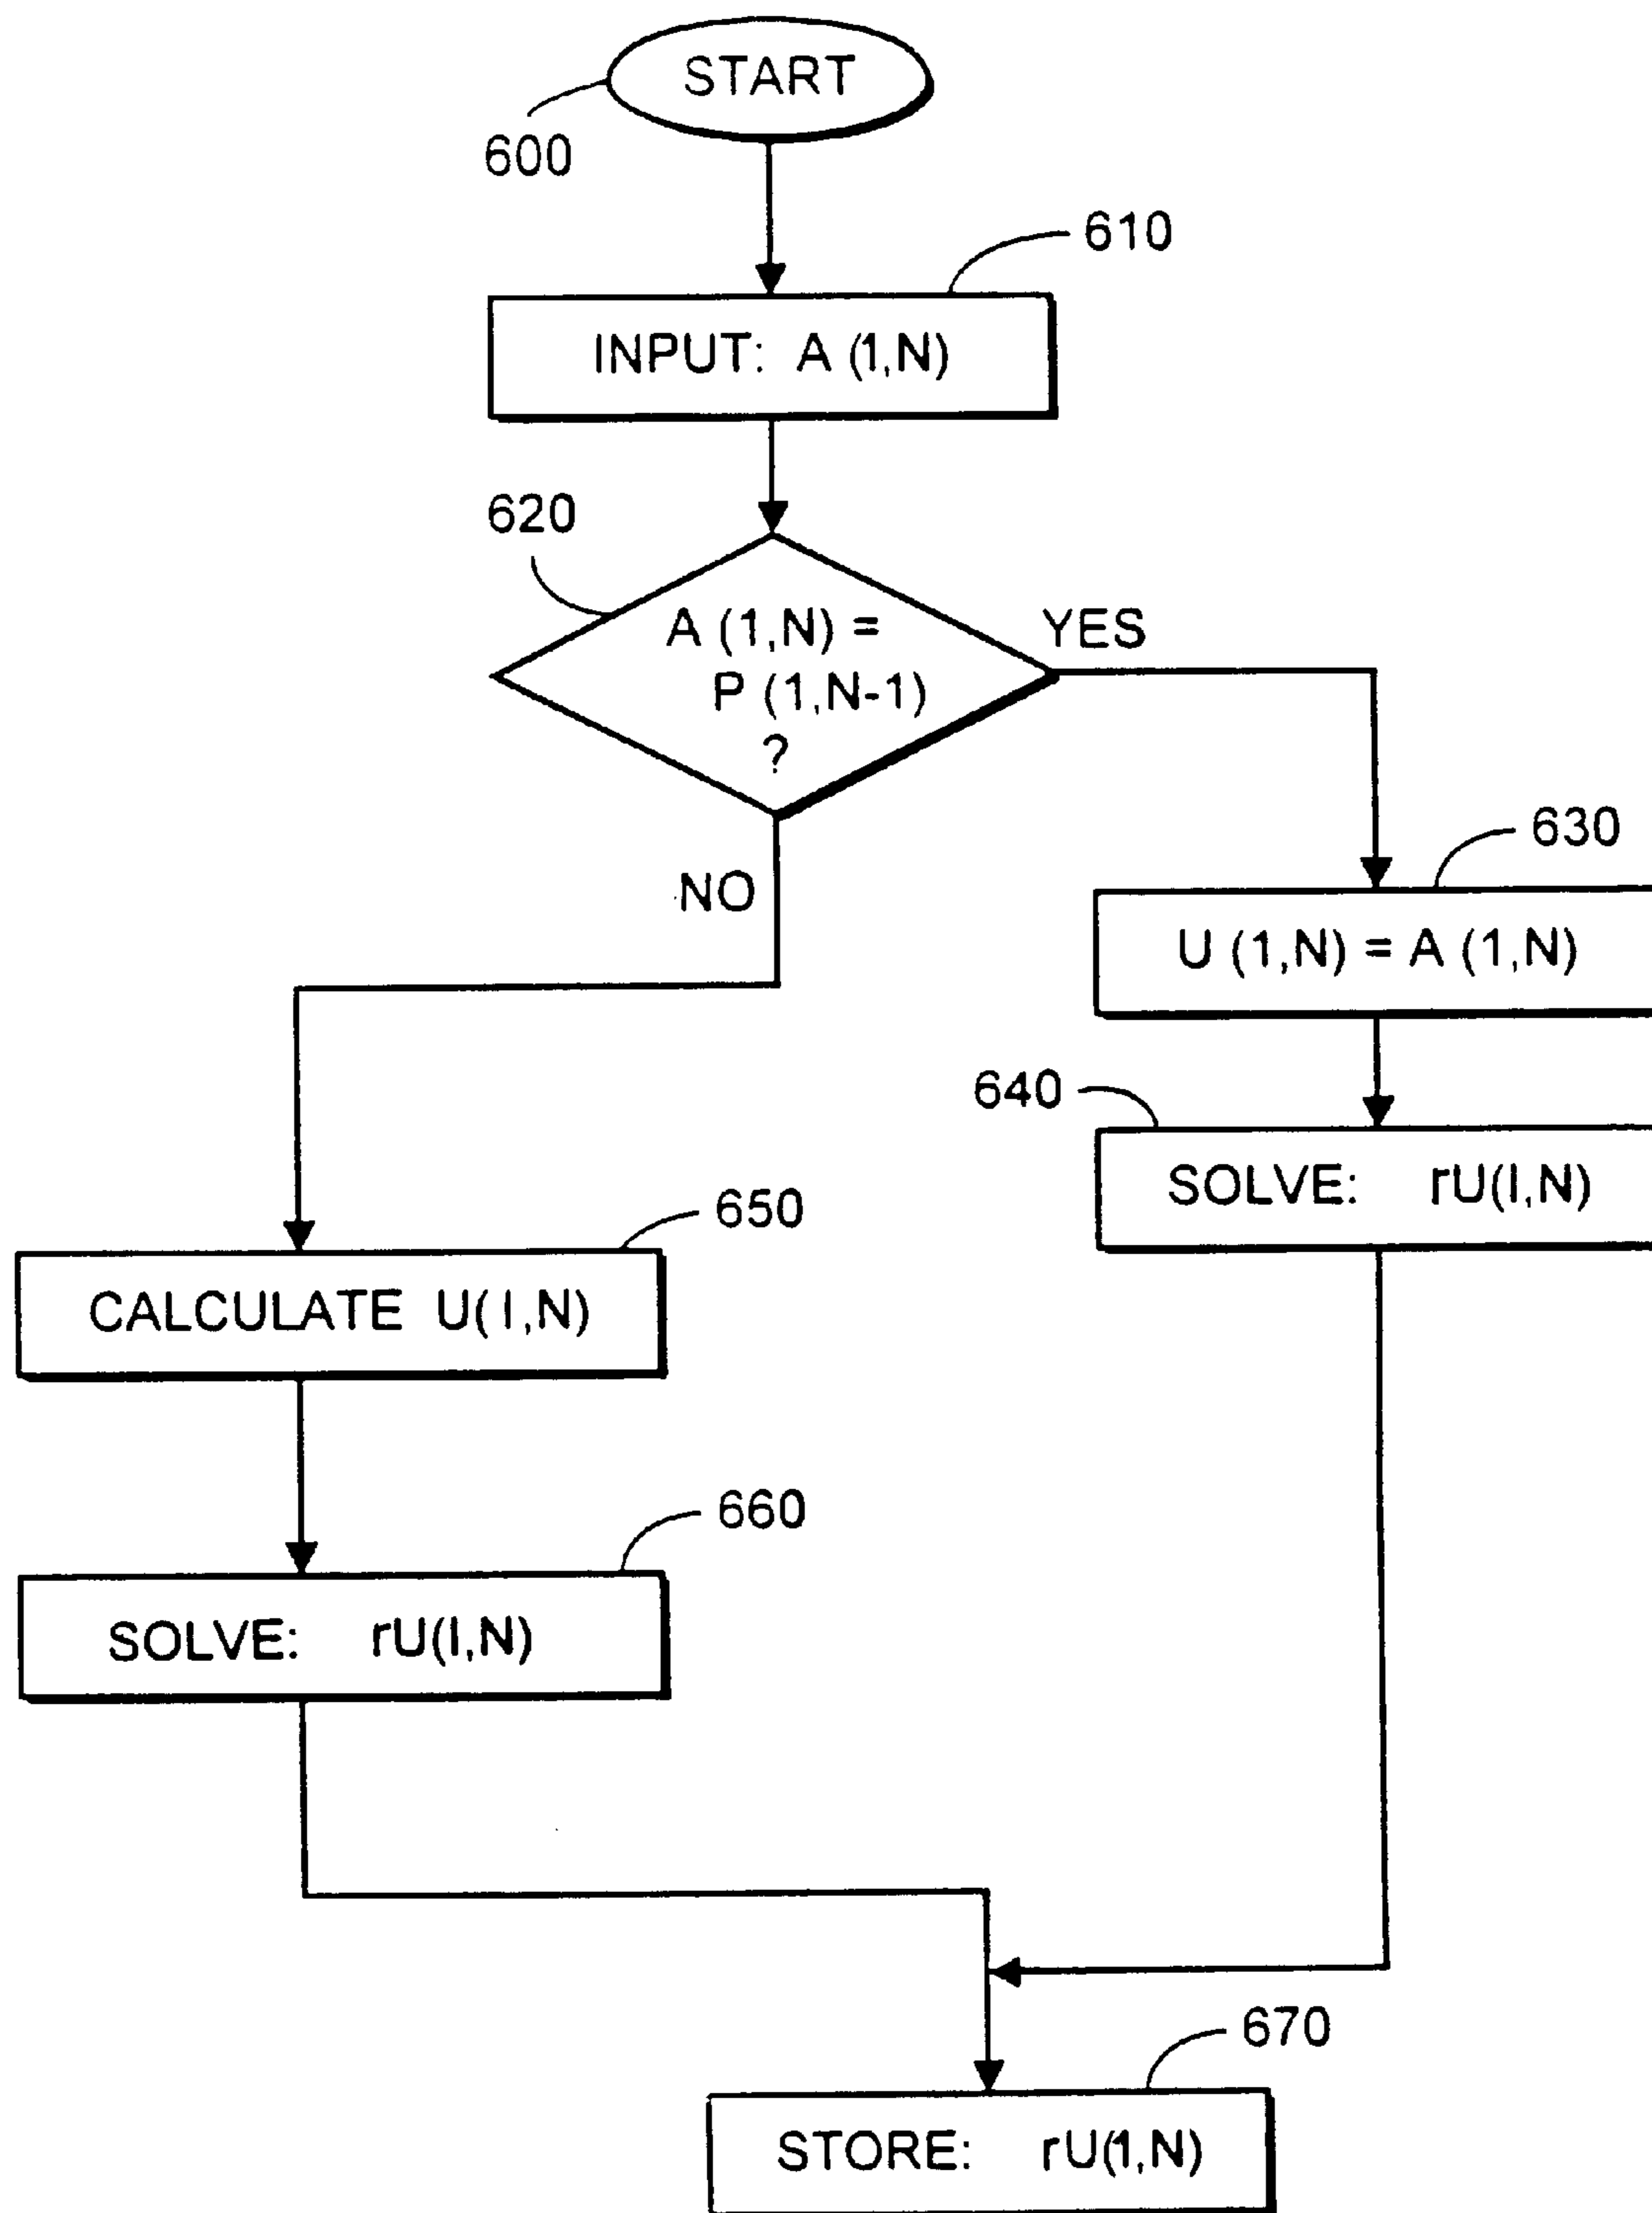 START
600
610
INPUT: A (1,N)
620
A (1,N) =
P (1,N-1)
?
YES
NO
630
U (1,N) = A (1,N)
640
SOLVE: rU(I,N)
650
CALCULATE U( I,N)
660
SOLVE: rU(I,N)
670
STORE: rU(1,N)